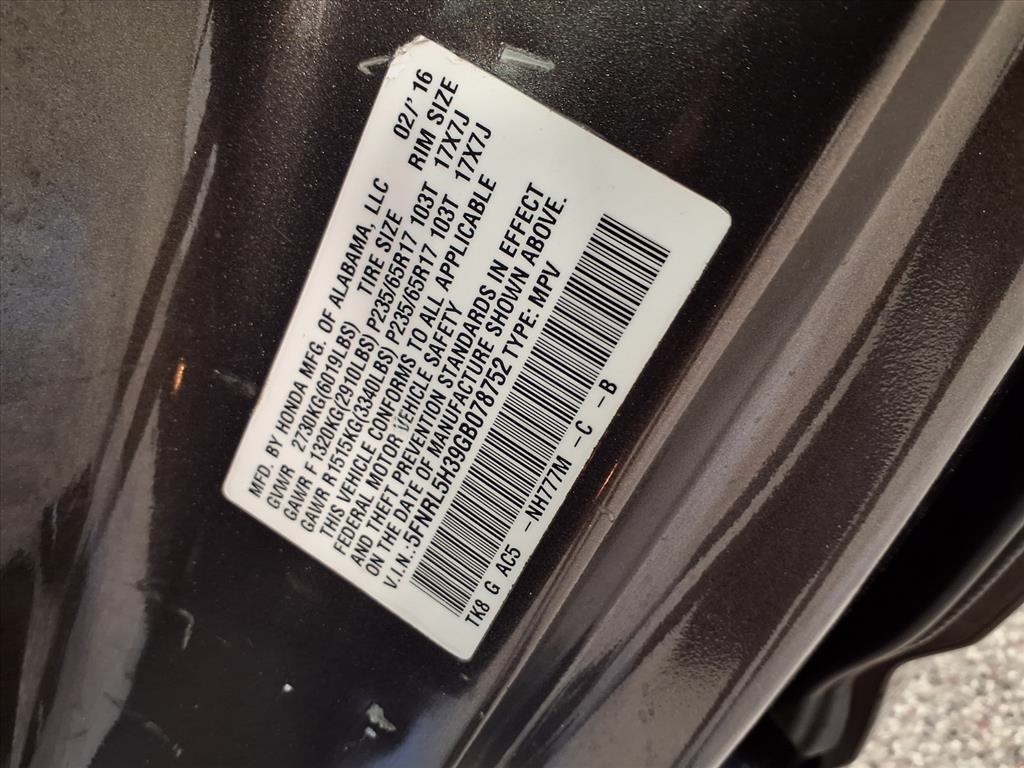 MFD. BY HONDA MFG. OF ALABAMA, LLC 02/'16
GVWR 2730KG(6019LBS) TIRE SIZE RIM SIZE
GAWR F 1320KG(2910LBS) P235/65R17 103T 17X7J
GAWR R1515KG(3340LBS) P235/65R17 103T 17X7J
THIS VEHICLE CONFORMS TO ALL APPLICABLE
FEDERAL MOTOR VEHICLE SAFETY
AND THEFT PREVENTION STANDARDS IN EFFECT
ON THE DATE OF MANUFACTURE SHOWN ABOVE.
V.I.N.:5FNRL5H39GB078752 TYPE: MPV
TK8 G AC5 -NH777M -C -B